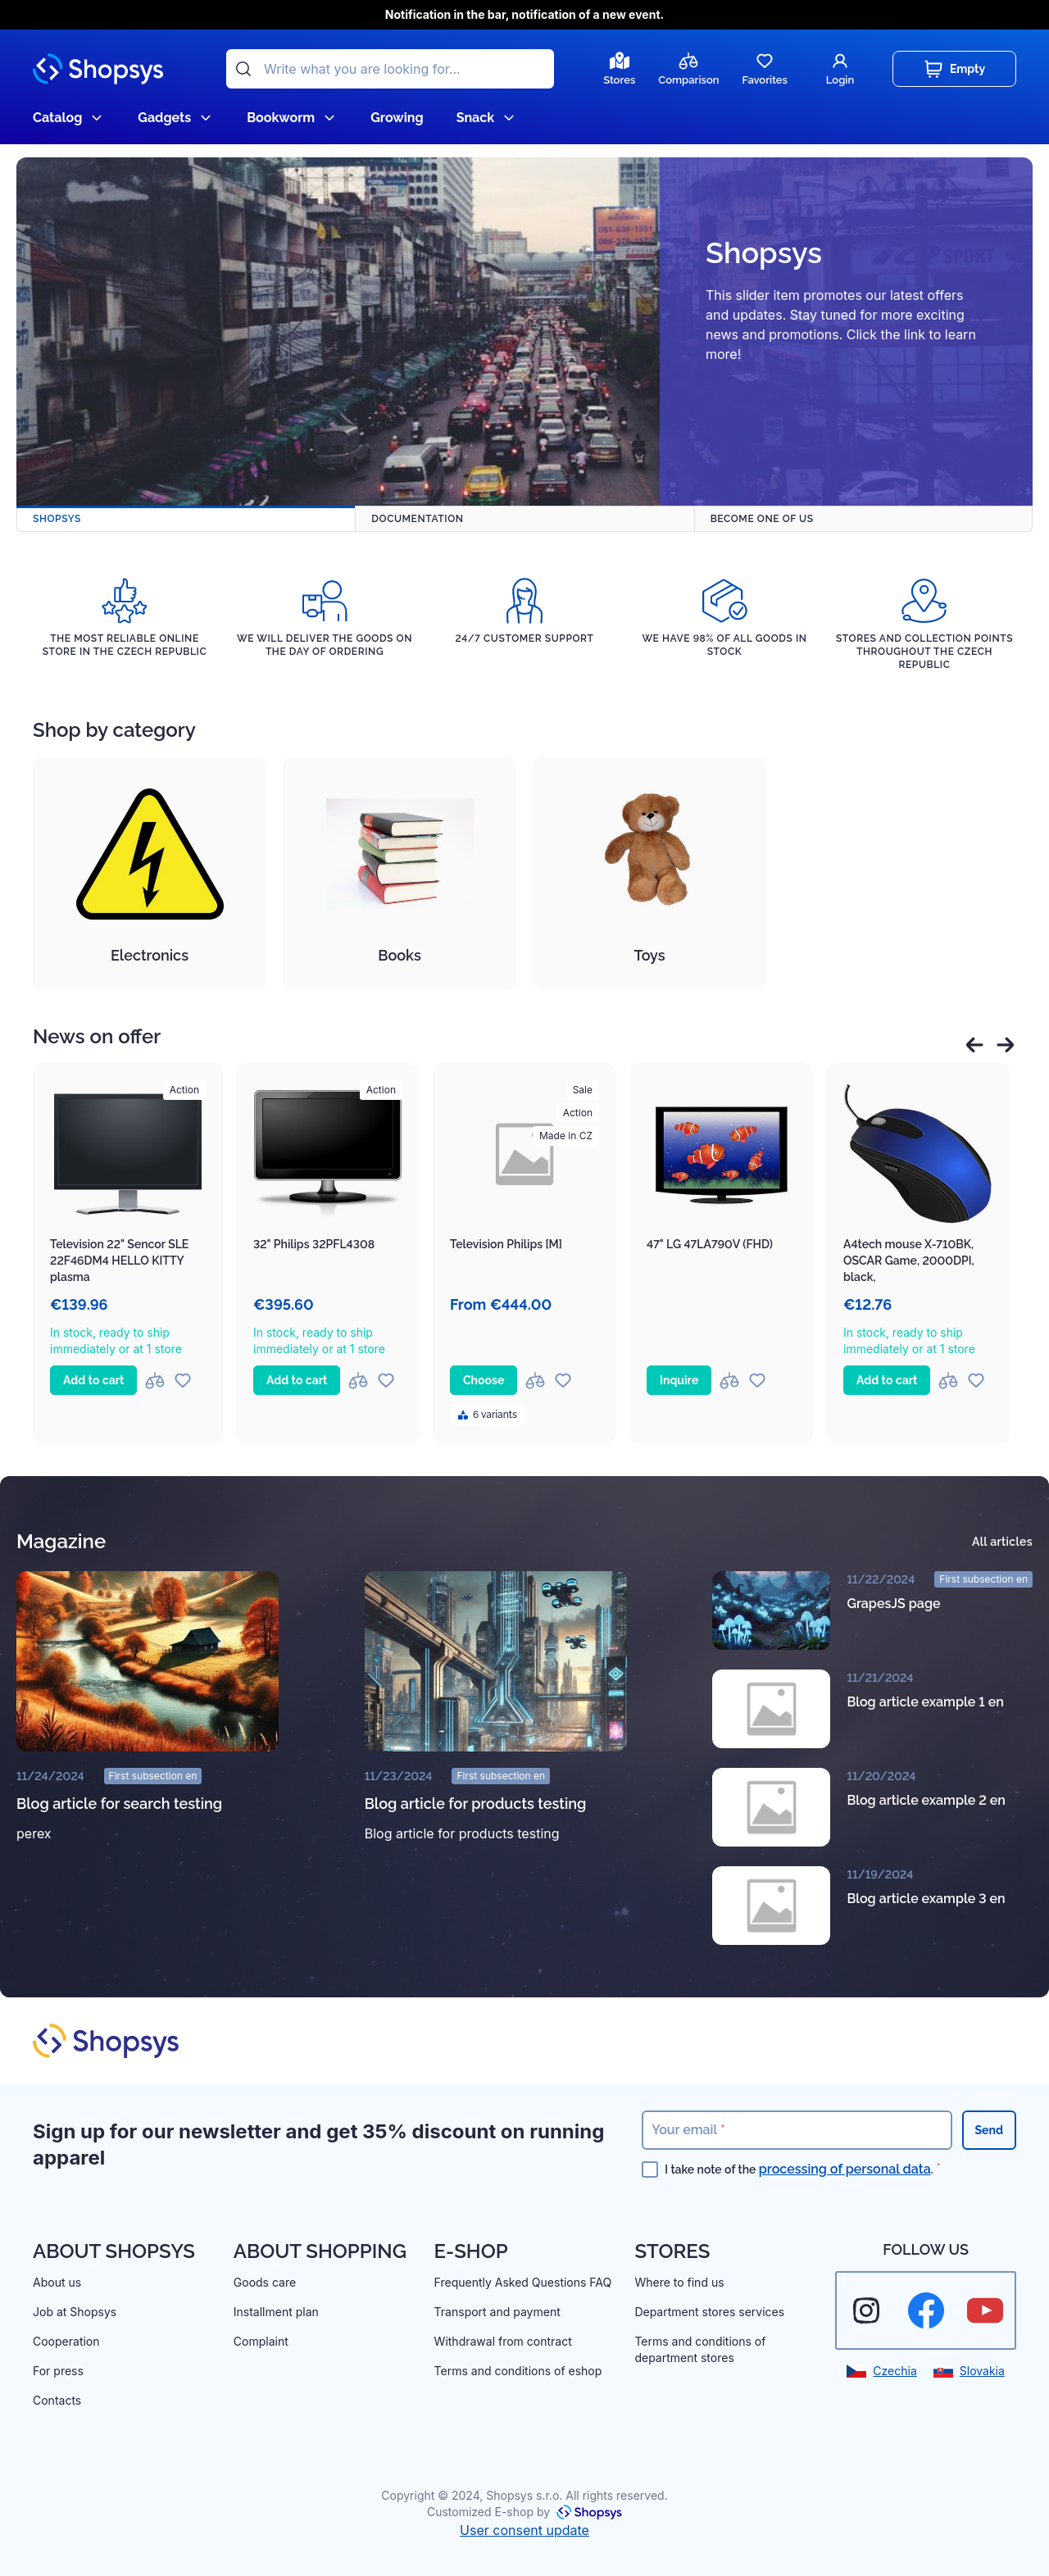 Notification in the bar, notification of a new event.
Shopsys
Write what you are looking for...
Stores
Comparison
Favorites
Login
Empty
Catalog
Gadgets
Bookworm
Growing
Snack
Shopsys
This slider item promotes our latest offers
and updates. Stay tuned for more exciting
news and promotions. Click the link to learn
more!
SHOPSYS
DOCUMENTATION
BECOME ONE OF US
THE MOST RELIABLE ONLINE
STORE IN THE CZECH REPUBLIC
WE WILL DELIVER THE GOODS ON
THE DAY OF ORDERING
24/7 CUSTOMER SUPPORT
WE HAVE 98% OF ALL GOODS IN
STOCK
STORES AND COLLECTION POINTS
THROUGHOUT THE CZECH
REPUBLIC
Shop by category
Electronics
Books
Toys
News on offer
Action
Television 22" Sencor SLE
22F46DM4 HELLO KITTY
plasma
€139.96
In stock, ready to ship
immediately or at 1 store
Add to cart
Action
32" Philips 32PFL4308
€395.60
In stock, ready to ship
immediately or at 1 store
Add to cart
Sale
Action
Made in CZ
Television Philips [M]
From €444.00
Choose
6 variants
47" LG 47LA790V (FHD)
Inquire
A4tech mouse X-710BK,
OSCAR Game, 2000DPI,
black,
€12.76
In stock, ready to ship
immediately or at 1 store
Add to cart
Magazine
All articles
11/24/2024
First subsection en
Blog article for search testing
perex
11/23/2024
First subsection en
Blog article for products testing
Blog article for products testing
11/22/2024
First subsection en
GrapesJS page
11/21/2024
Blog article example 1 en
11/20/2024
Blog article example 2 en
11/19/2024
Blog article example 3 en
Shopsys
Sign up for our newsletter and get 35% discount on running
apparel
Your email *
Send
I take note of the processing of personal data. *
ABOUT SHOPSYS
About us
Job at Shopsys
Cooperation
For press
Contacts
ABOUT SHOPPING
Goods care
Installment plan
Complaint
E-SHOP
Frequently Asked Questions FAQ
Transport and payment
Withdrawal from contract
Terms and conditions of eshop
STORES
Where to find us
Department stores services
Terms and conditions of
department stores
FOLLOW US
Czechia
Slovakia
Copyright © 2024, Shopsys s.r.o. All rights reserved.
Customized E-shop by Shopsys
User consent update